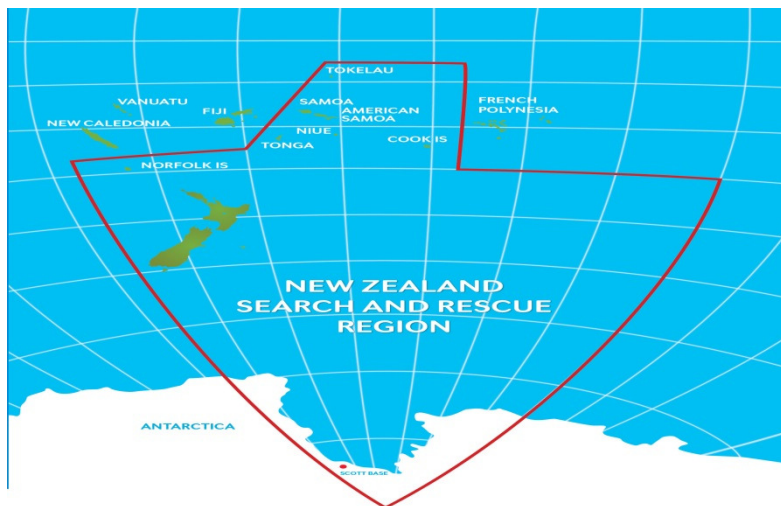 TOKELAU
VANUATU
FIJI
SAMOA
AMERICAN
SAMOA
FRENCH
POLYNESIA
NEW CALEDONIA
NIUE
TONGA
COOK IS
NORFOLK IS
NEW ZEALAND
SEARCH AND RESCUE
REGION
ANTARCTICA
SCOTT BASE